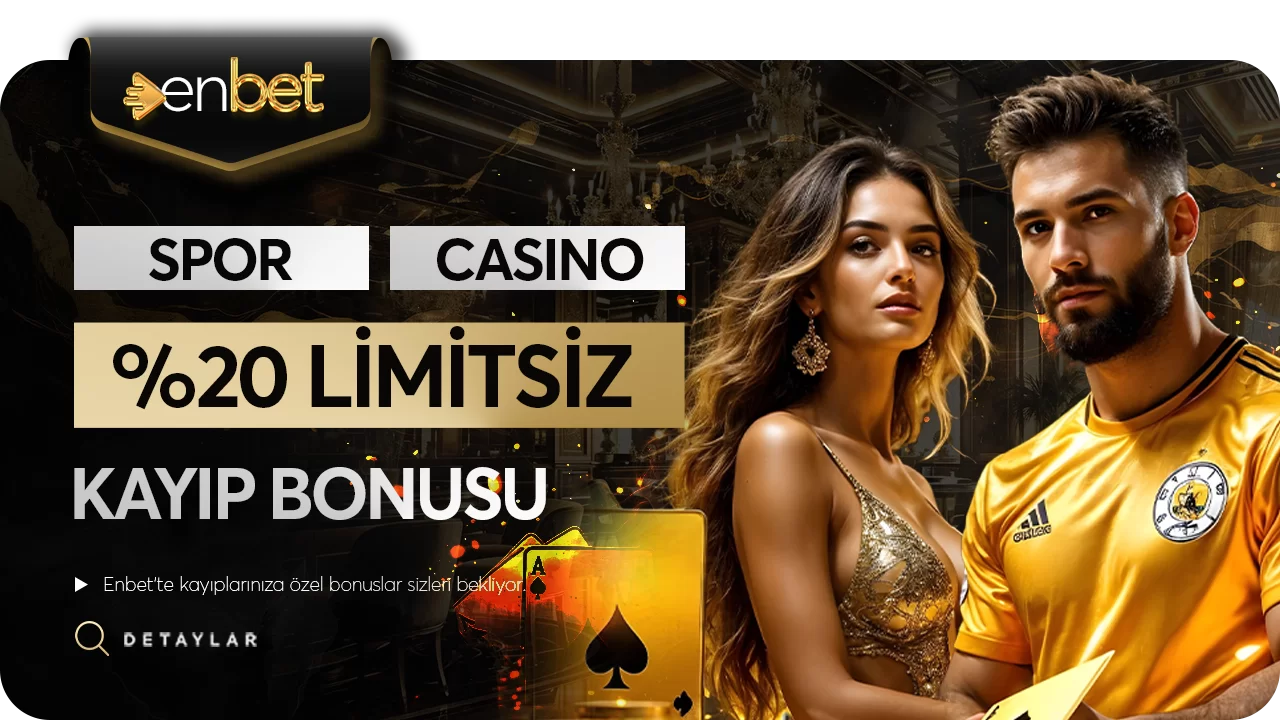 enbet
SPOR
CASINO
%20 LİMİTSİZ
KAYIP BONUSU
Enbet'te kayıplarınıza özel bonuslar sizleri bekliyor.
DETAYLAR
A